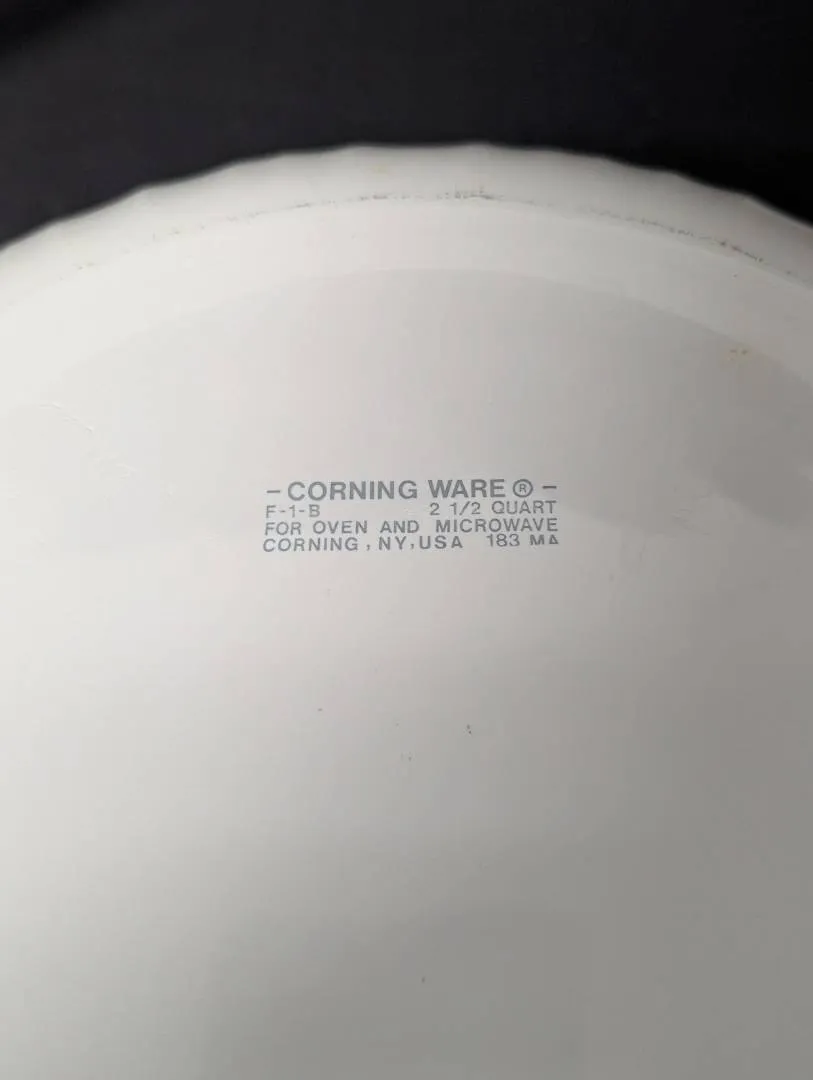 -CORNING WARE®-
F-1-B 2 1/2 QUART
FOR OVEN AND MICROWAVE
CORNING, NY, USA 183 MA